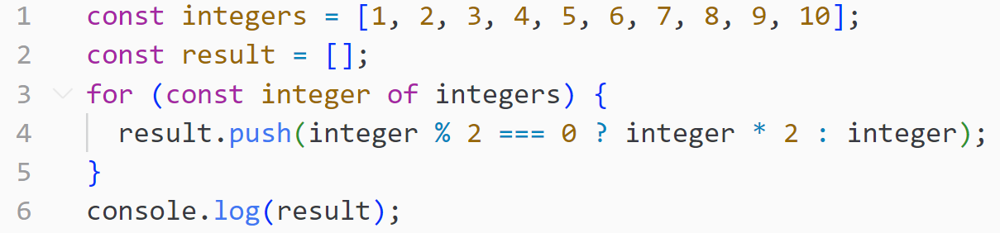 1 const integers = [1, 2, 3, 4, 5, 6, 7, 8, 9, 10];
2 const result = [];
3 for (const integer of integers) {
4   result.push(integer % 2 === 0 ? integer * 2 : integer);
5 }
6 console.log(result);